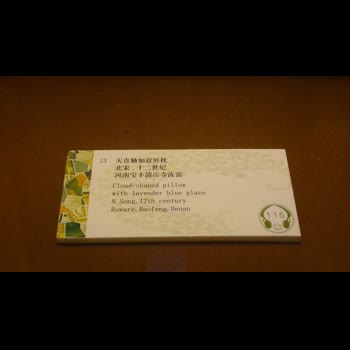 13 天青釉如意形枕
北宋 十二世纪
河南宝丰清凉寺汝窑
Cloud-shaped pillow
with lavender blue glaze
N.Song,12th century
Ruware,Baofeng,Henan
116